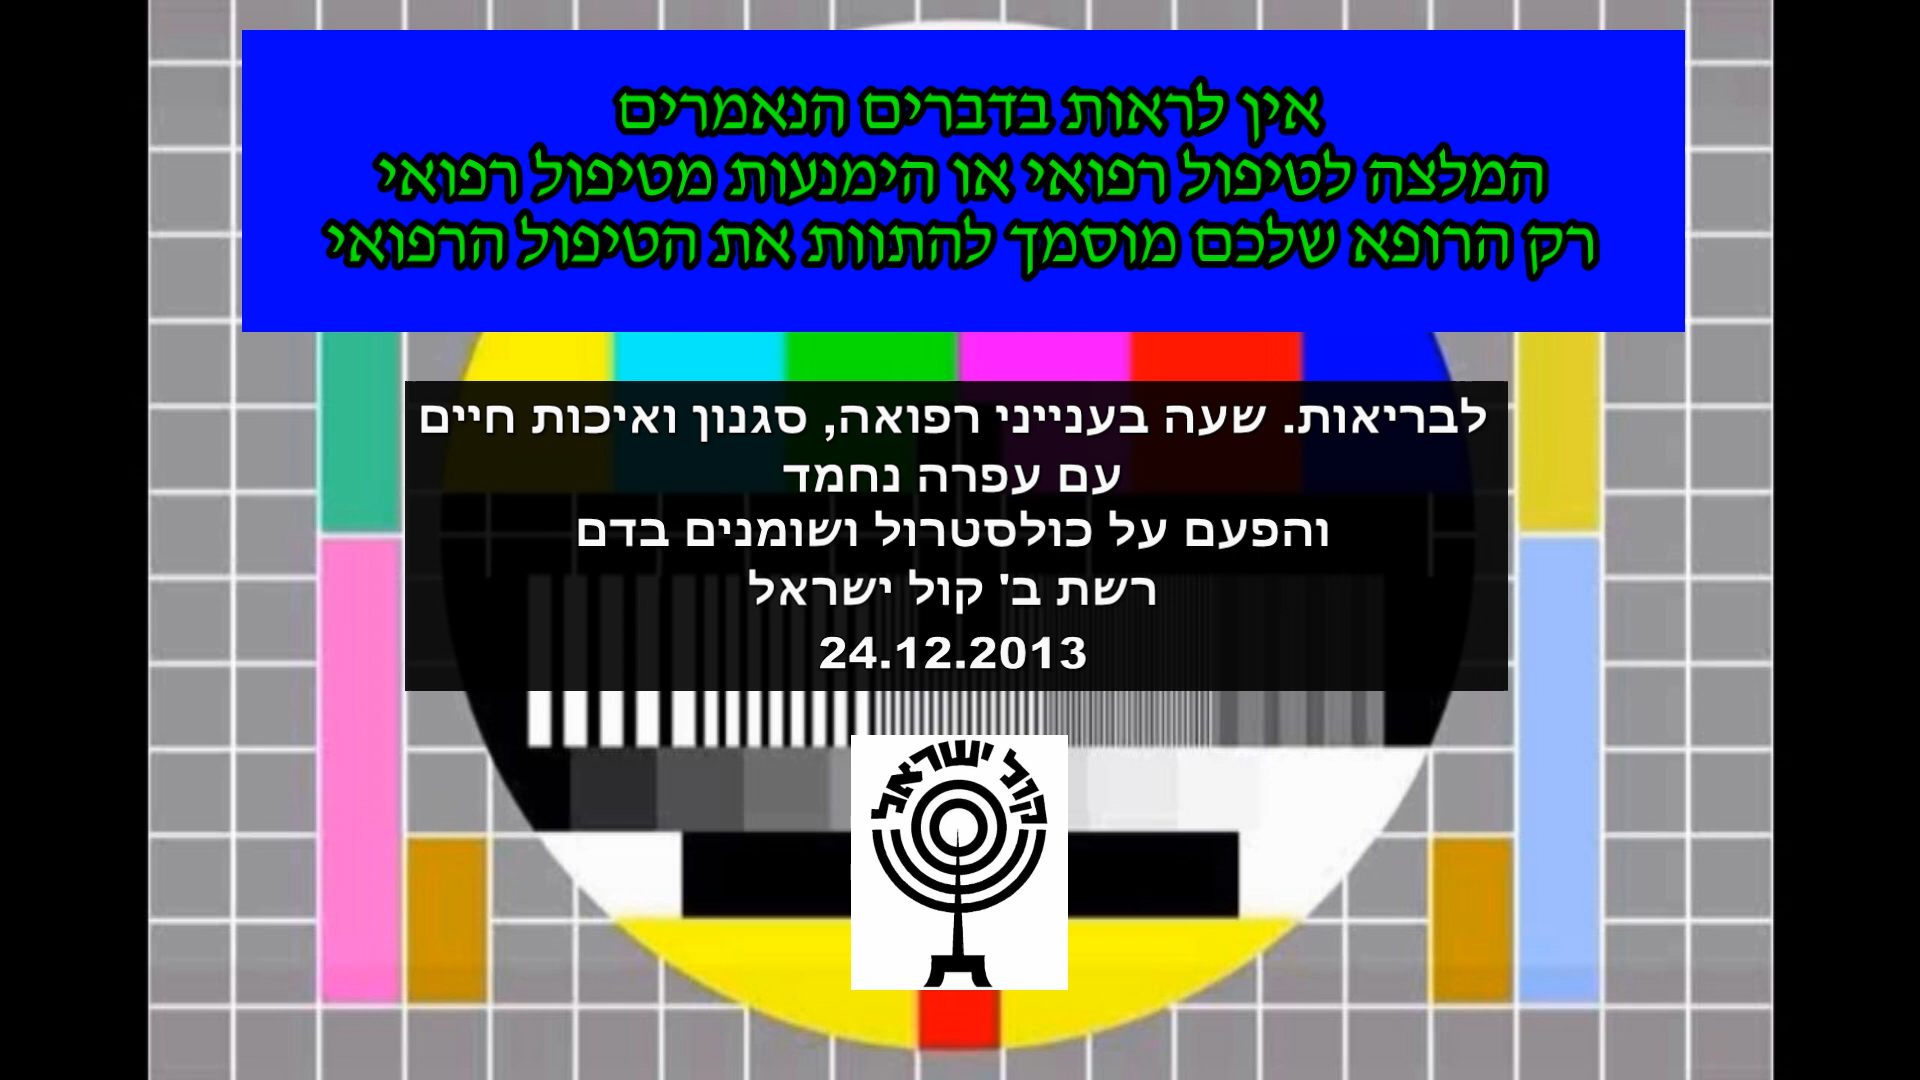 אין לראות בדברים הנאמרים
המלצה לטיפול רפואי או הימנעות מטיפול רפואי
רק הרופא שלכם מוסמך להתוות את הטיפול הרפואי
לבריאות. שעה בענייני רפואה, סגנון ואיכות חיים
עם עפרה נחמד
והפעם על כולסטרול ושומנים בדם
רשת ב' קול ישראל
24.12.2013
קול ישראל